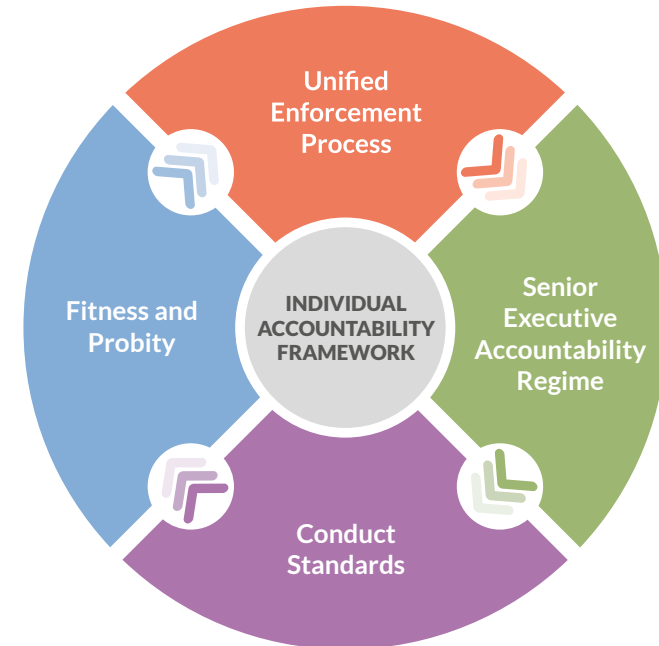 Unified
Enforcement
Process
Fitness and
Probity
INDIVIDUAL
ACCOUNTABILITY
FRAMEWORK
Senior
Executive
Accountability
Regime
Conduct
Standards